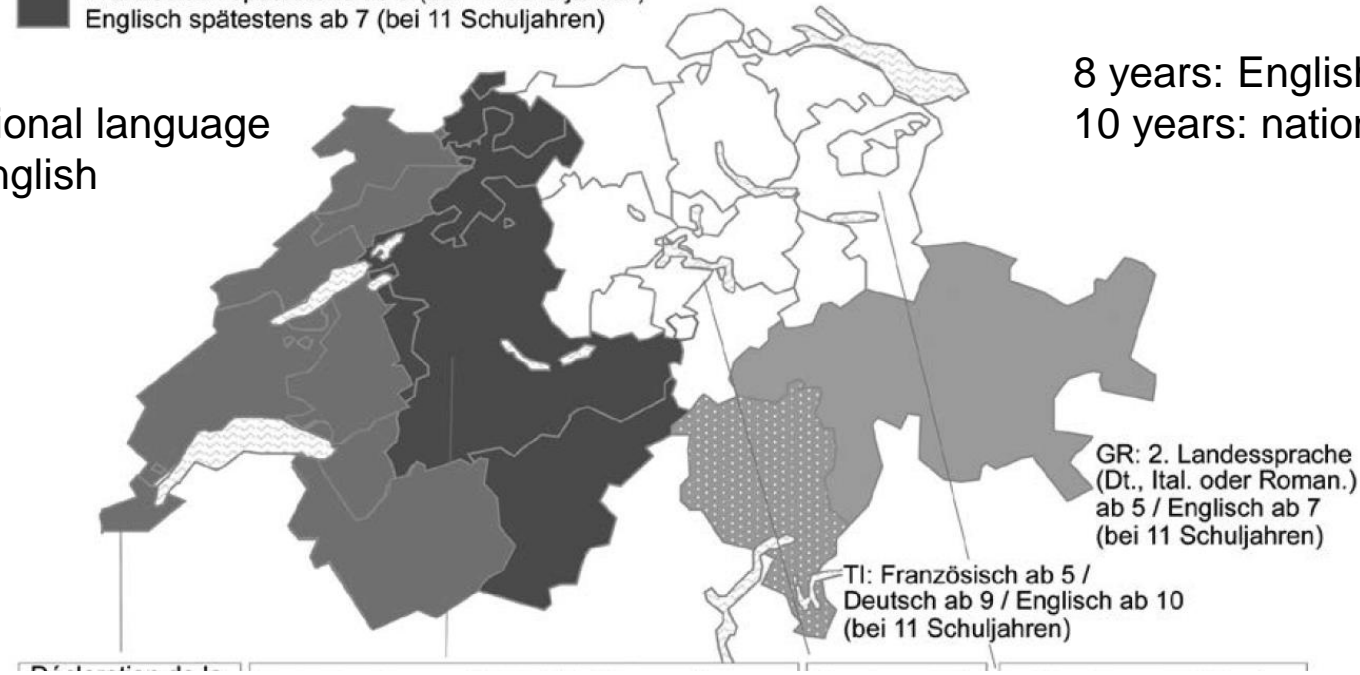 Englisch spätestens ab 7 (bei 11 Schuljahren)
8 years: English
10 years: nation
ional language
nglish
GR: 2. Landessprache
(Dt., Ital. oder Roman.)
ab 5 / Englisch ab 7
(bei 11 Schuljahren)
TI: Französisch ab 5 /
Deutsch ab 9 / Englisch ab 10
(bei 11 Schuljahren)